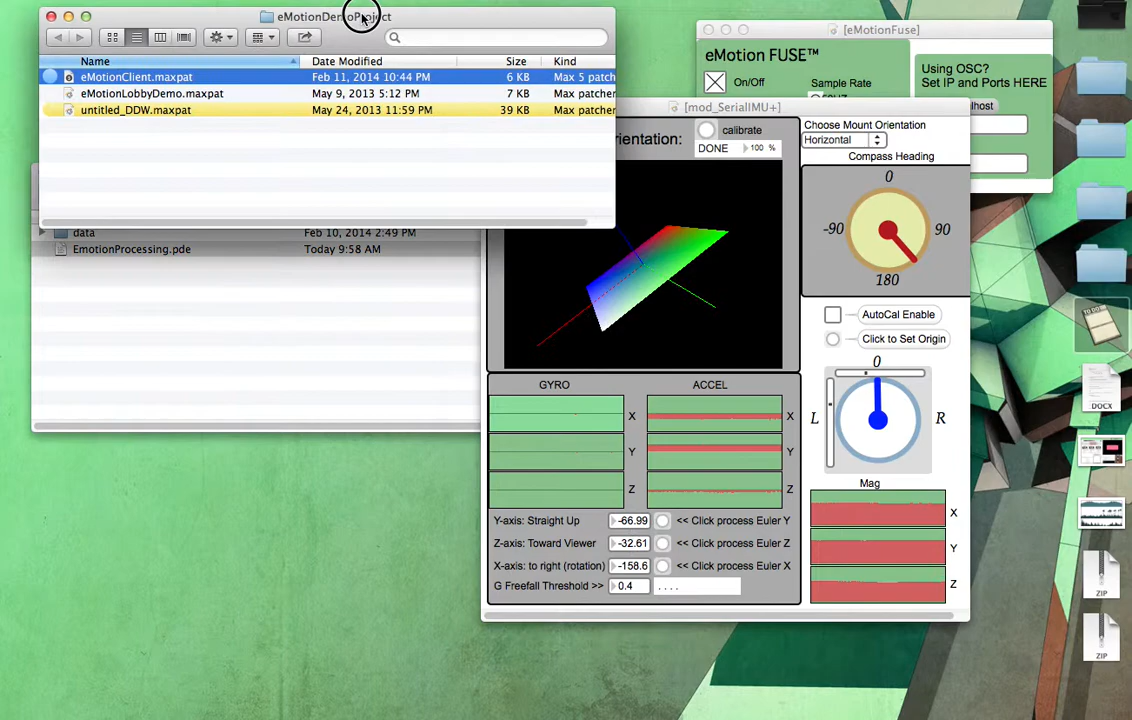 eMotionDemoProject
Name Date Modified Size Kind
eMotionClient.maxpat Feb 11, 2014 10:44 PM 6 KB Max 5 patch
eMotionLobbyDemo.maxpat May 9, 2013 5:12 PM 7 KB Max patcher
untitled_DDW.maxpat May 24, 2013 11:59 PM 39 KB Max patcher
data Feb 10, 2014 2:49 PM
EmotionProcessing.pde Today 9:58 AM
[eMotionFuse]
eMotion FUSE™
On/Off
Sample Rate
Using OSC?
Set IP and Ports HERE
[mod_SerialIMU+]
calibrate
DONE 100 %
Choose Mount Orientation
Horizontal
Compass Heading
0
-90 90
180
AutoCal Enable
Click to Set Origin
0
L R
GYRO ACCEL
X X
Y Y
Z Z
Mag
X
Y
Z
Y-axis: Straight Up -66.99 << Click process Euler Y
Z-axis: Toward Viewer -32.61 << Click process Euler Z
X-axis: to right (rotation) -158.6 << Click process Euler X
G Freefall Threshold >> 0.4 . . . .
TO DO
DOCX
ZIP
ZIP